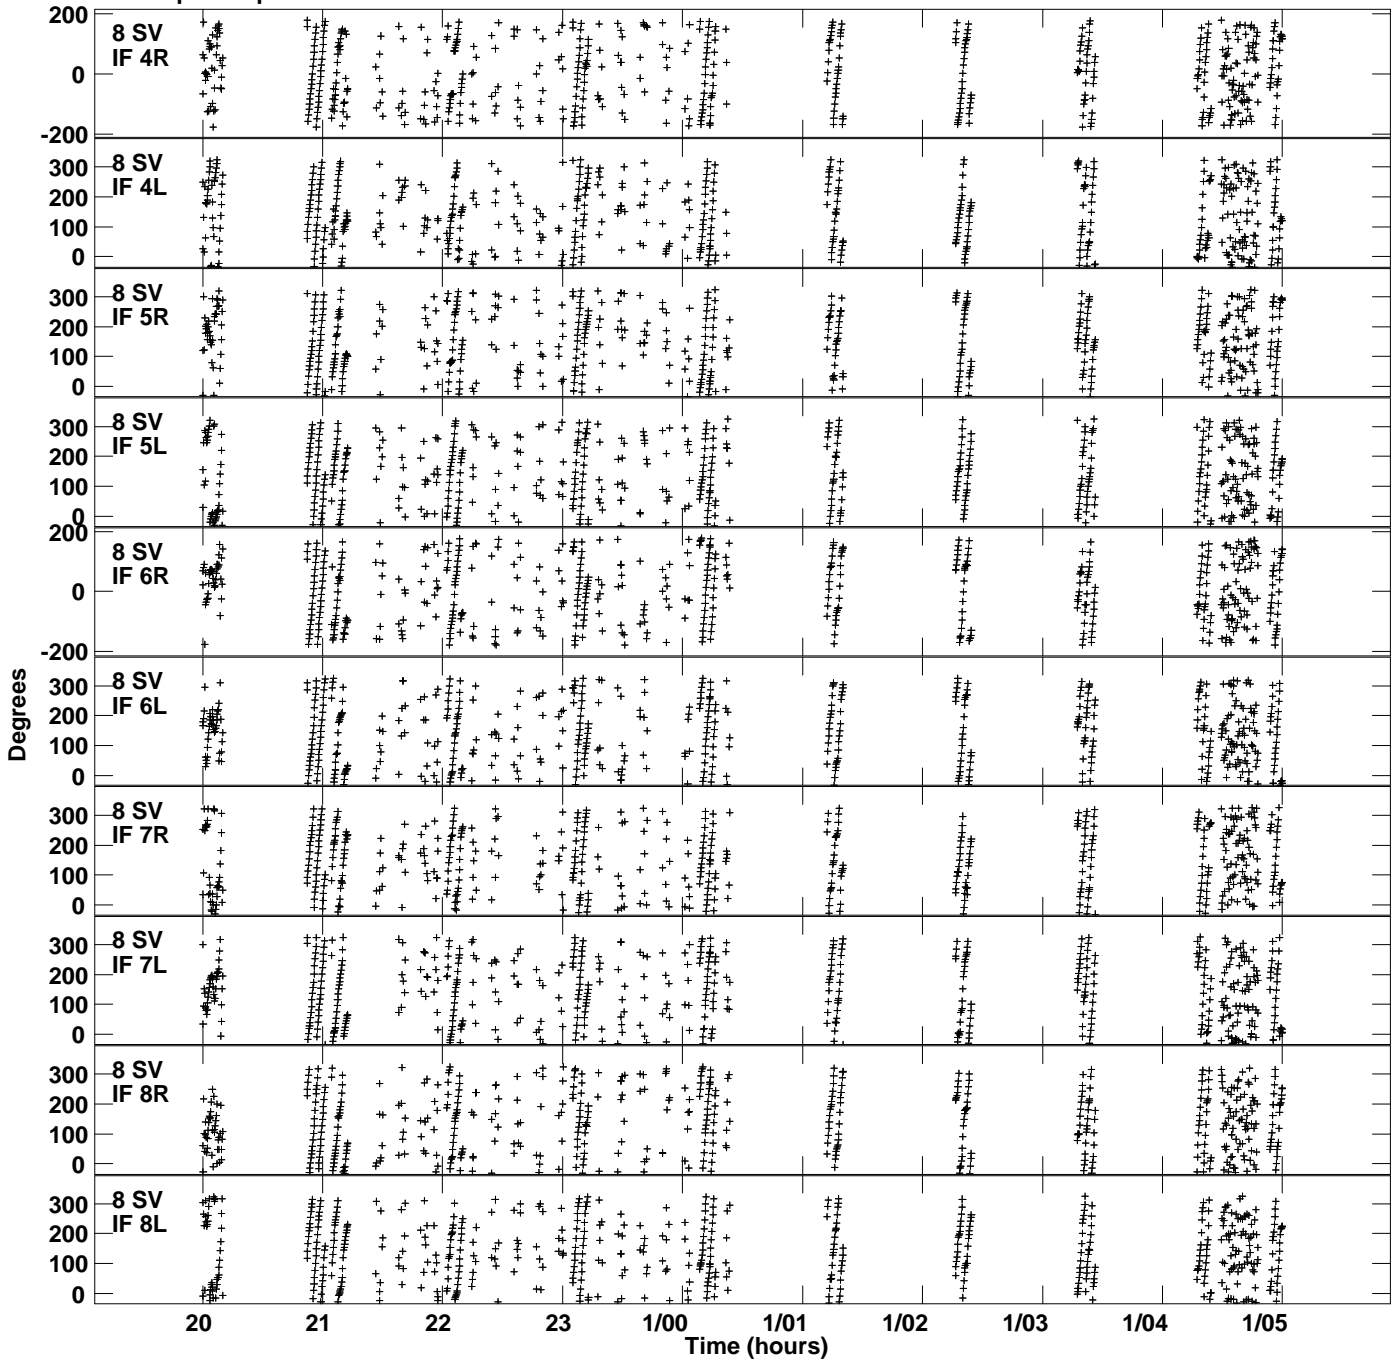 200
0
-200
8 SV
IF 4R
300
200
100
0
8 SV
IF 4L
300
200
100
0
8 SV
IF 5R
300
200
100
0
8 SV
IF 5L
200
0
-200
8 SV
IF 6R
300
200
100
0
8 SV
IF 6L
300
200
100
0
8 SV
IF 7R
300
200
100
0
8 SV
IF 7L
300
200
100
0
8 SV
IF 8R
300
200
100
0
8 SV
IF 8L
Degrees
20 21 22 23 1/00 1/01 1/02 1/03 1/04 1/05
Time (hours)